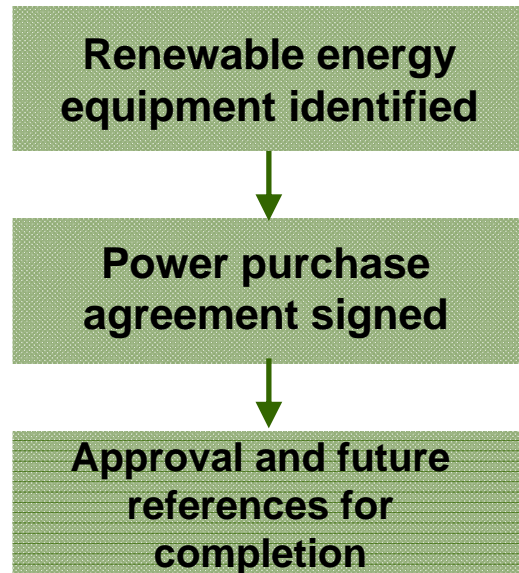 Renewable energy
equipment identified
Power purchase
agreement signed
Approval and future
references for
completion